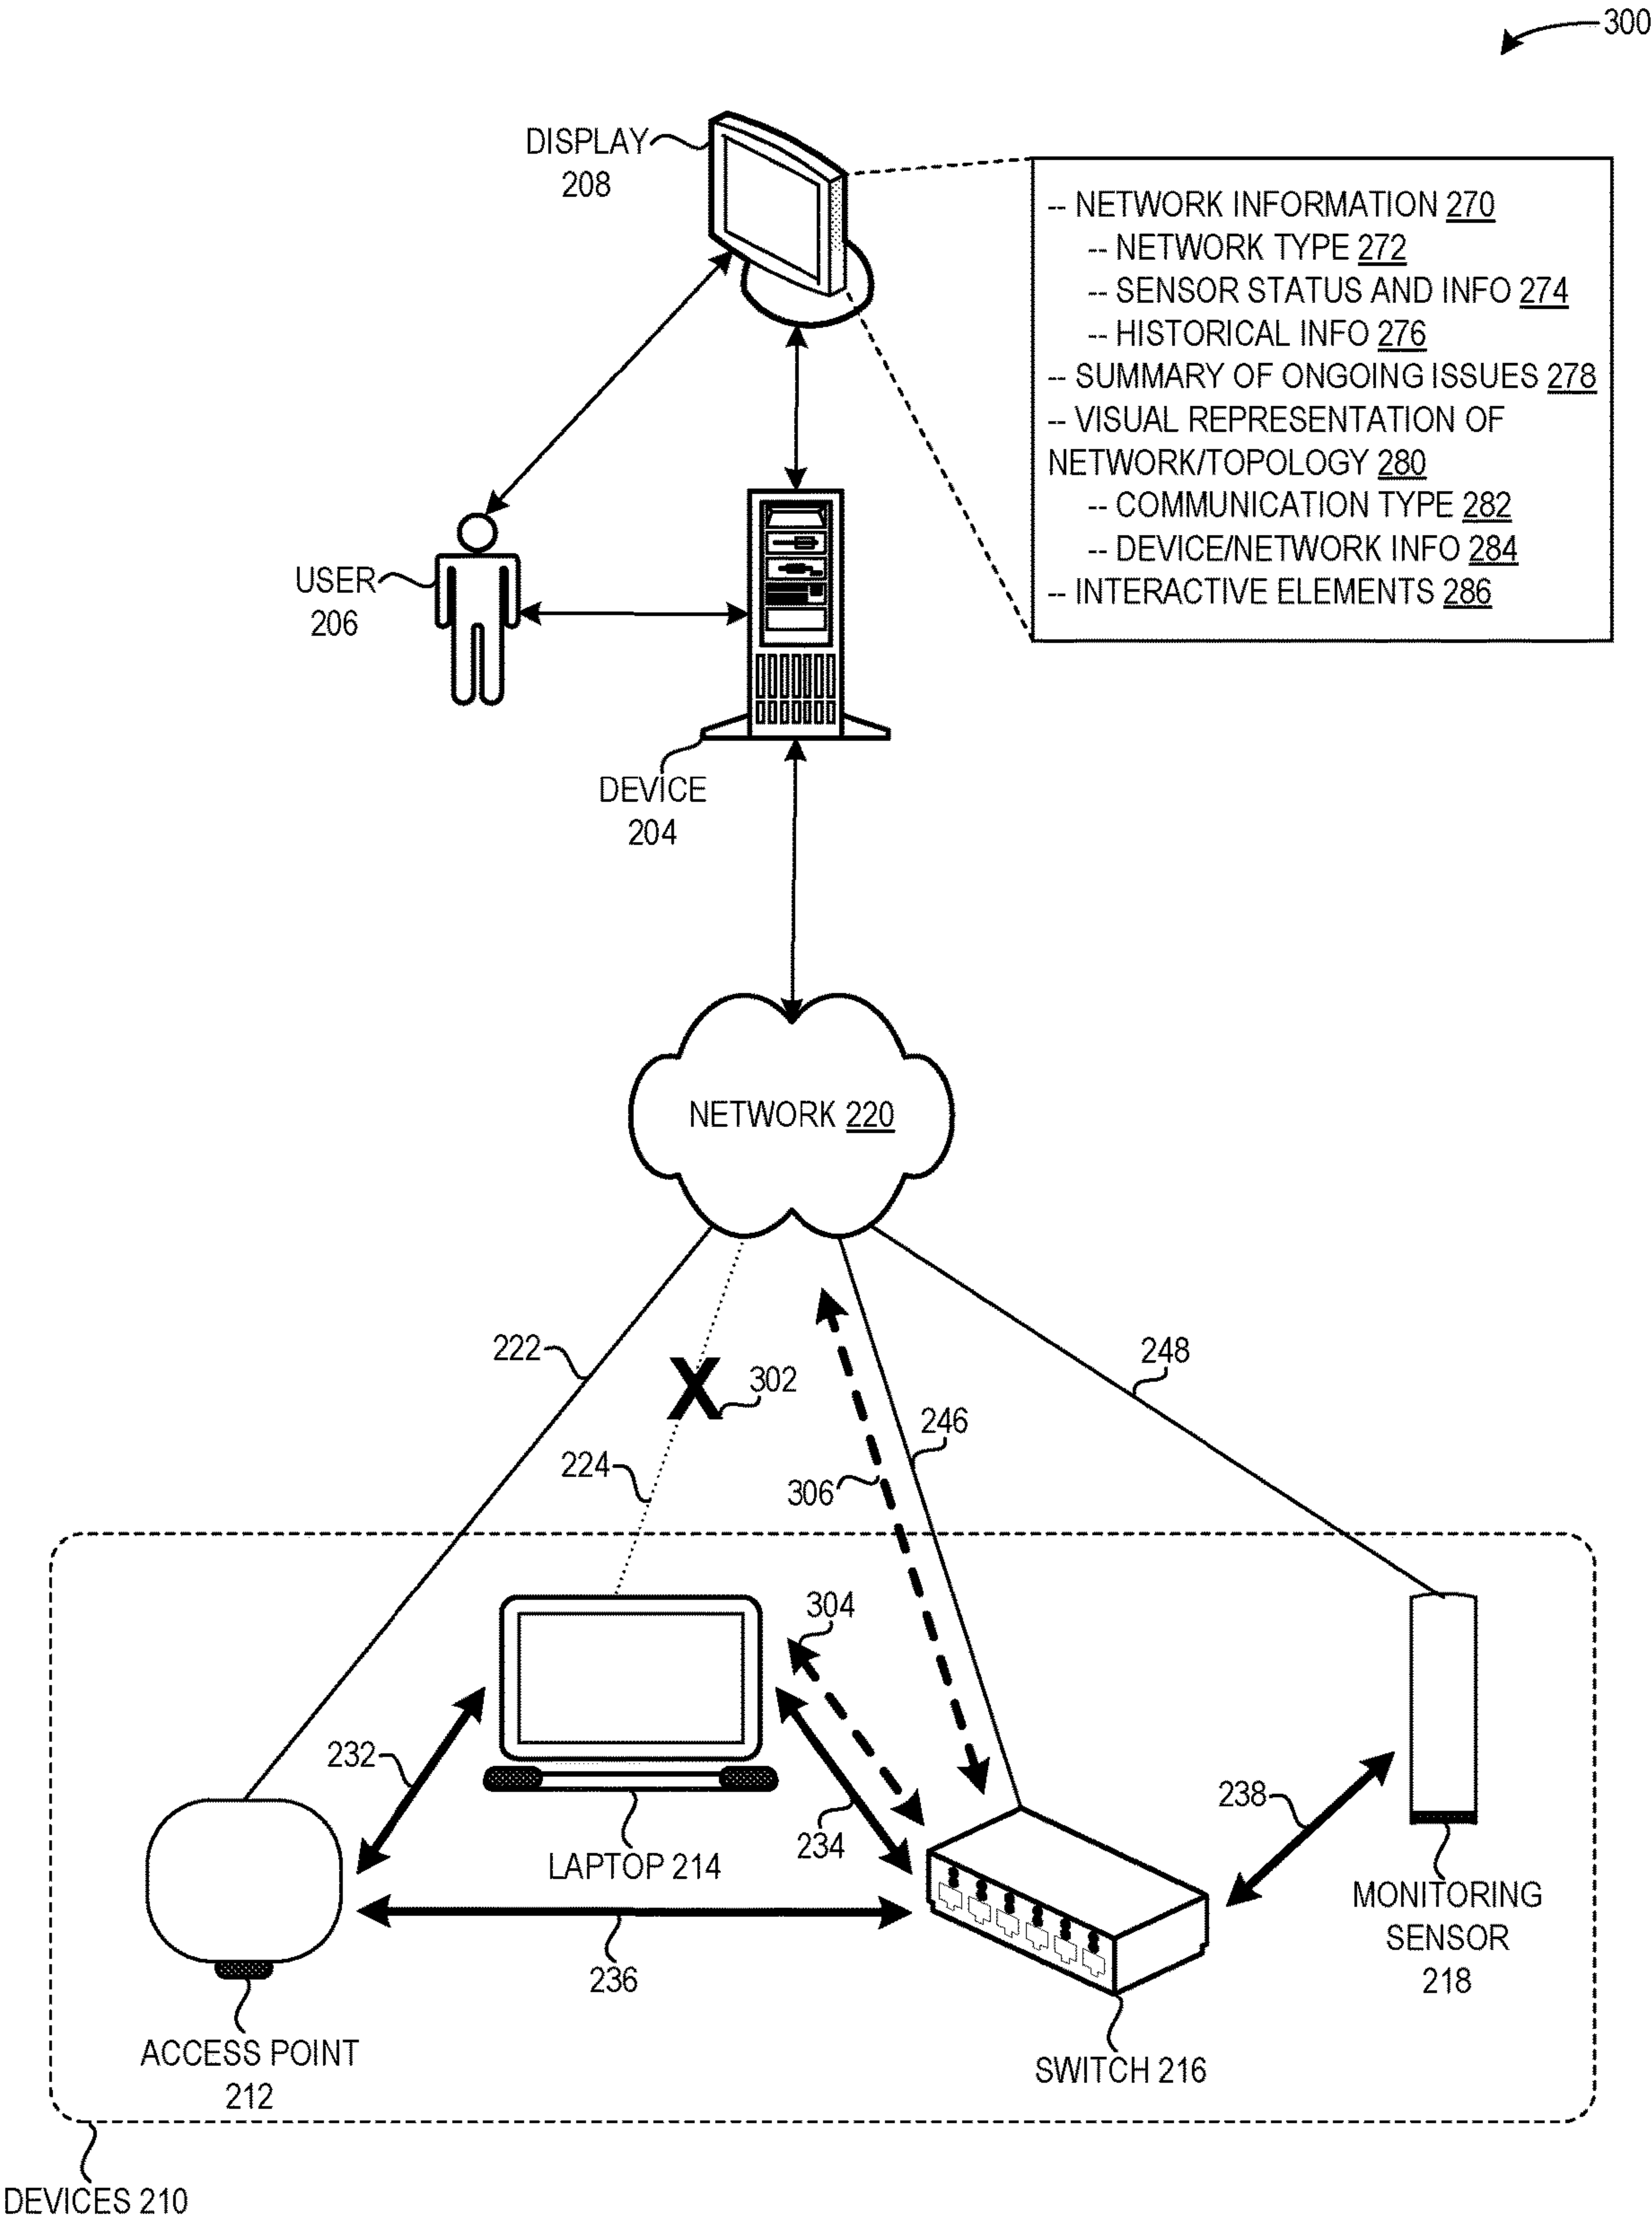 300
DISPLAY
208
-- NETWORK INFORMATION 270
-- NETWORK TYPE 272
-- SENSOR STATUS AND INFO 274
-- HISTORICAL INFO 276
-- SUMMARY OF ONGOING ISSUES 278
-- VISUAL REPRESENTATION OF
NETWORK/TOPOLOGY 280
-- COMMUNICATION TYPE 282
-- DEVICE/NETWORK INFO 284
-- INTERACTIVE ELEMENTS 286
USER
206
DEVICE
204
NETWORK 220
222
302
248
246
224
306
304
232
238
234
LAPTOP 214
MONITORING
SENSOR
218
236
ACCESS POINT
212
SWITCH 216
DEVICES 210